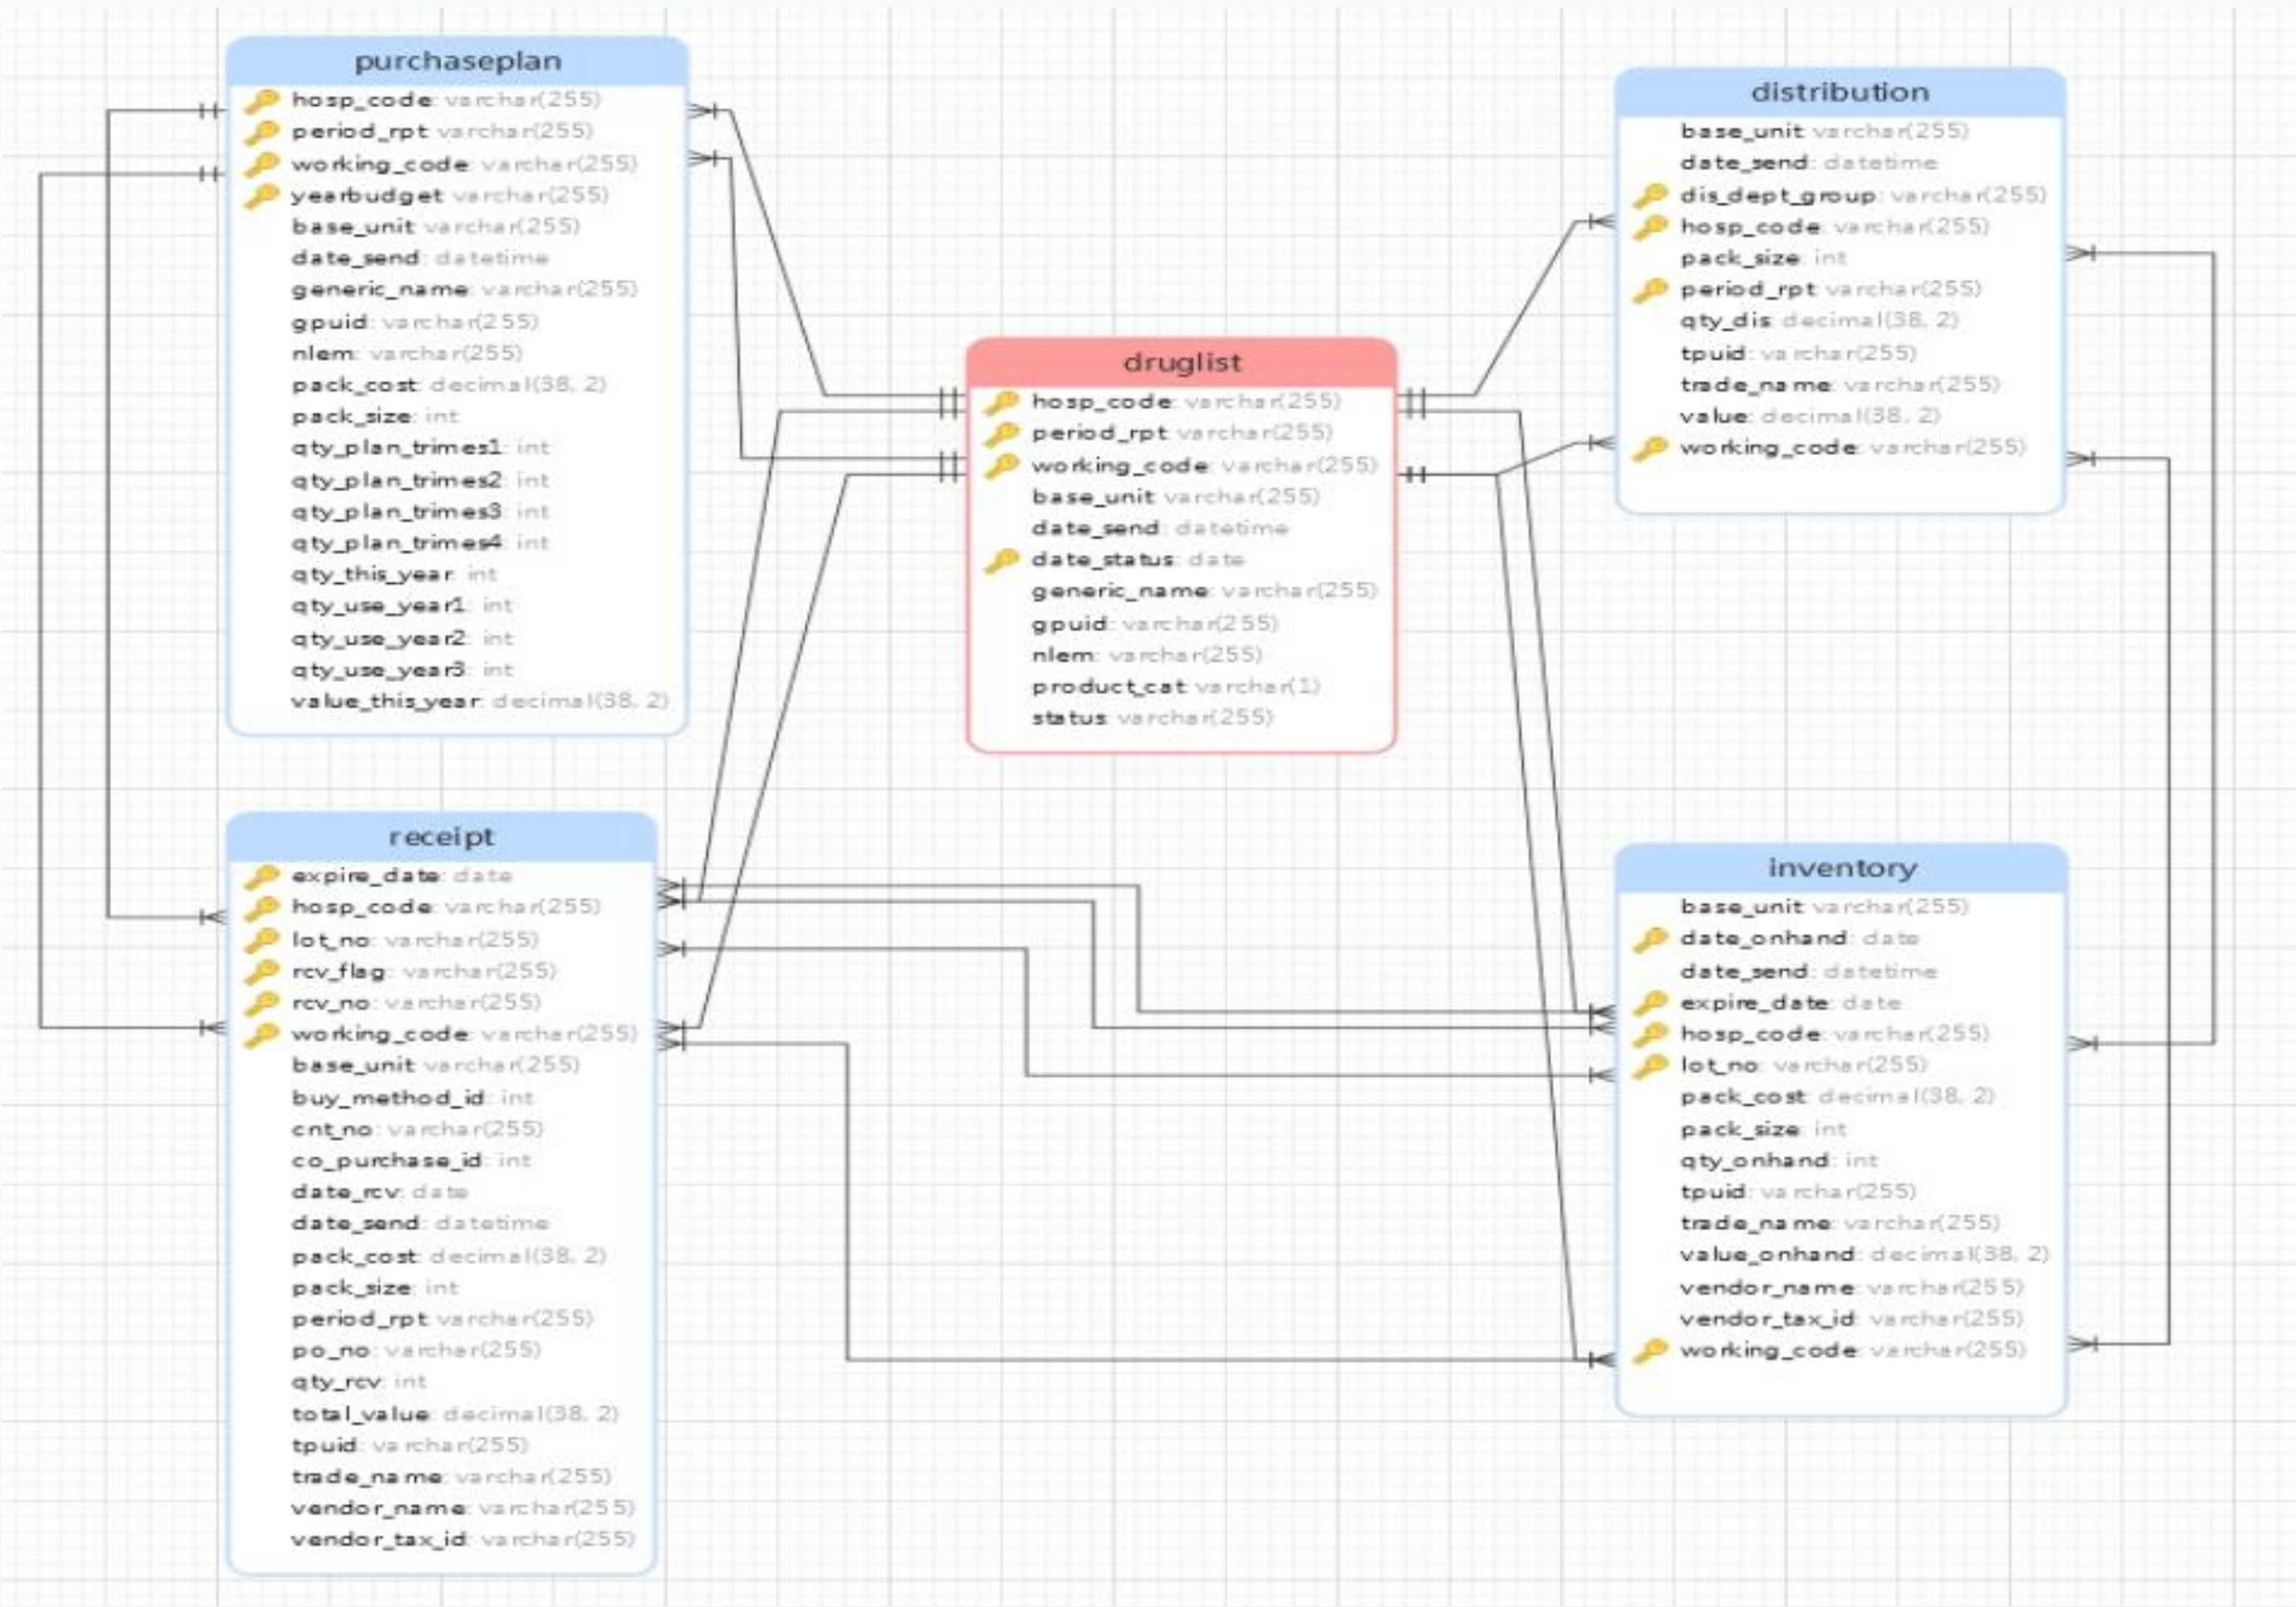 purchaseplan
hosp_code: varchar(255)
period_rpt: varchar(255)
working_code: varchar(255)
yearbudget: varchar(255)
base_unit: varchar(255)
date_send: datetime
generic_name: varchar(255)
gpuid: varchar(255)
nlem: varchar(255)
pack_cost: decimal(38, 2)
pack_size: int
qty_plan_trimes1: int
qty_plan_trimes2: int
qty_plan_trimes3: int
qty_plan_trimes4: int
qty_this_year: int
qty_use_year1: int
qty_use_year2: int
qty_use_year3: int
value_this_year: decimal(38, 2)
distribution
base_unit: varchar(255)
date_send: datetime
dis_dept_group: varchar(255)
hosp_code: varchar(255)
pack_size: int
period_rpt: varchar(255)
qty_dis: decimal(38, 2)
tpuid: varchar(255)
trade_name: varchar(255)
value: decimal(38, 2)
working_code: varchar(255)
druglist
hosp_code: varchar(255)
period_rpt: varchar(255)
working_code: varchar(255)
base_unit: varchar(255)
date_send: datetime
date_status: date
generic_name: varchar(255)
gpuid: varchar(255)
nlem: varchar(255)
product_cat: varchar(1)
status: varchar(255)
receipt
expire_date: date
hosp_code: varchar(255)
lot_no: varchar(255)
rcv_flag: varchar(255)
rcv_no: varchar(255)
working_code: varchar(255)
base_unit: varchar(255)
buy_method_id: int
cnt_no: varchar(255)
co_purchase_id: int
date_rcv: date
date_send: datetime
pack_cost: decimal(38, 2)
pack_size: int
period_rpt: varchar(255)
po_no: varchar(255)
qty_rcv: int
total_value: decimal(38, 2)
tpuid: varchar(255)
trade_name: varchar(255)
vendor_name: varchar(255)
vendor_tax_id: varchar(255)
inventory
base_unit: varchar(255)
date_onhand: date
date_send: datetime
expire_date: date
hosp_code: varchar(255)
lot_no: varchar(255)
pack_cost: decimal(38, 2)
pack_size: int
qty_onhand: int
tpuid: varchar(255)
trade_name: varchar(255)
value_onhand: decimal(38, 2)
vendor_name: varchar(255)
vendor_tax_id: varchar(255)
working_code: varchar(255)